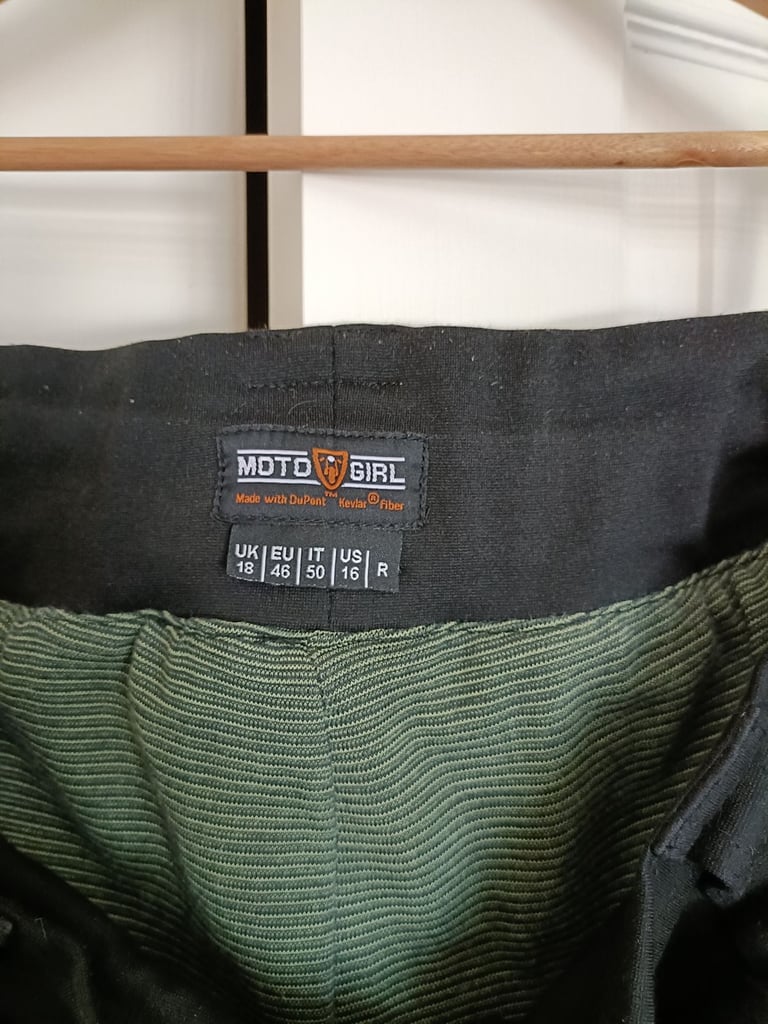 MOTO GIRL
Made with DuPont™ Kevlar® fiber
UK | EU | IT | US | R
18 | 46 | 50 | 16